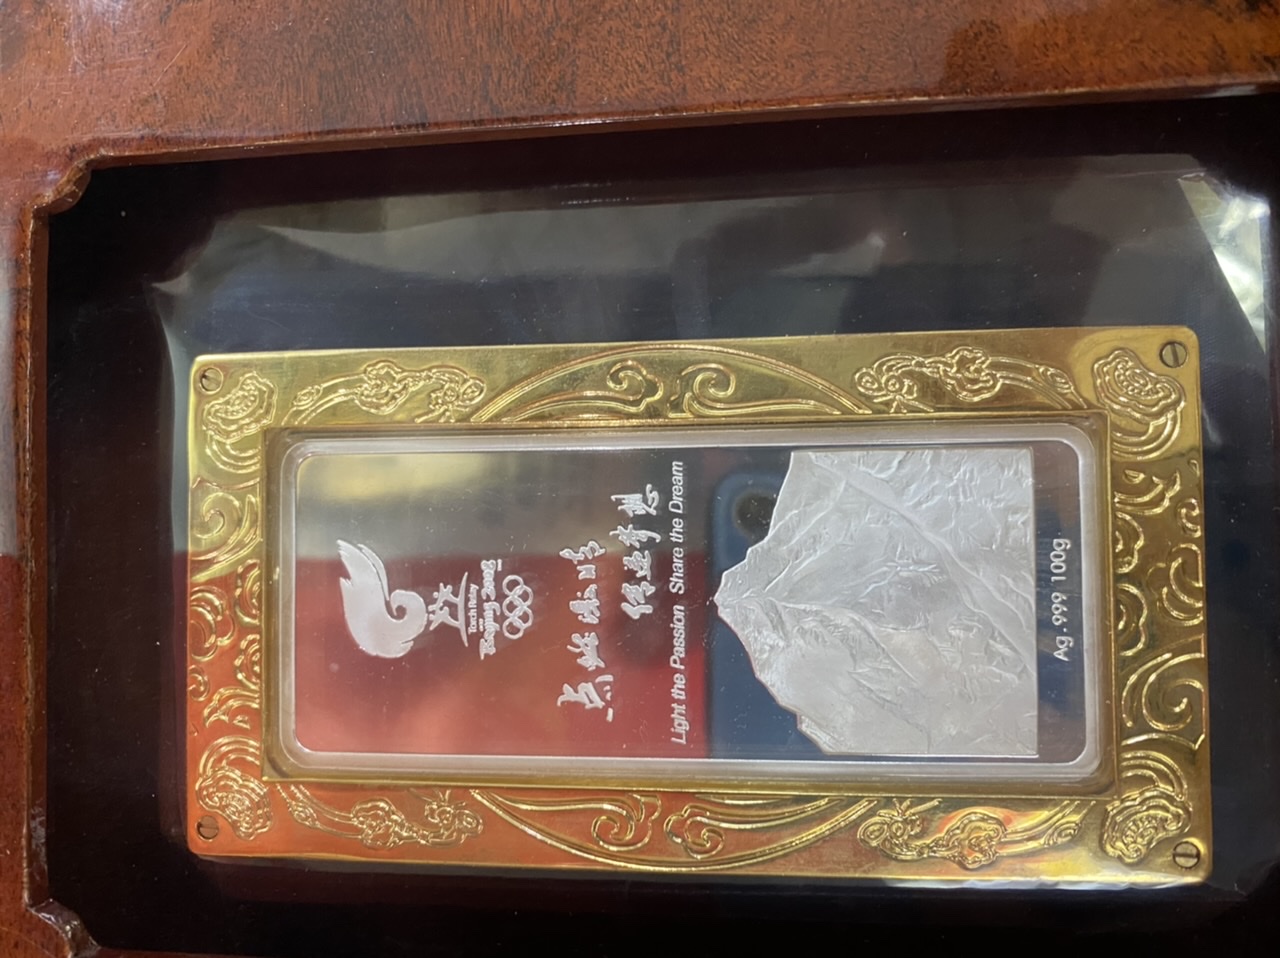 Torch Relay
Beijing 2008
点燃激情
传递梦想
Light the Passion Share the Dream
Ag.999 100g